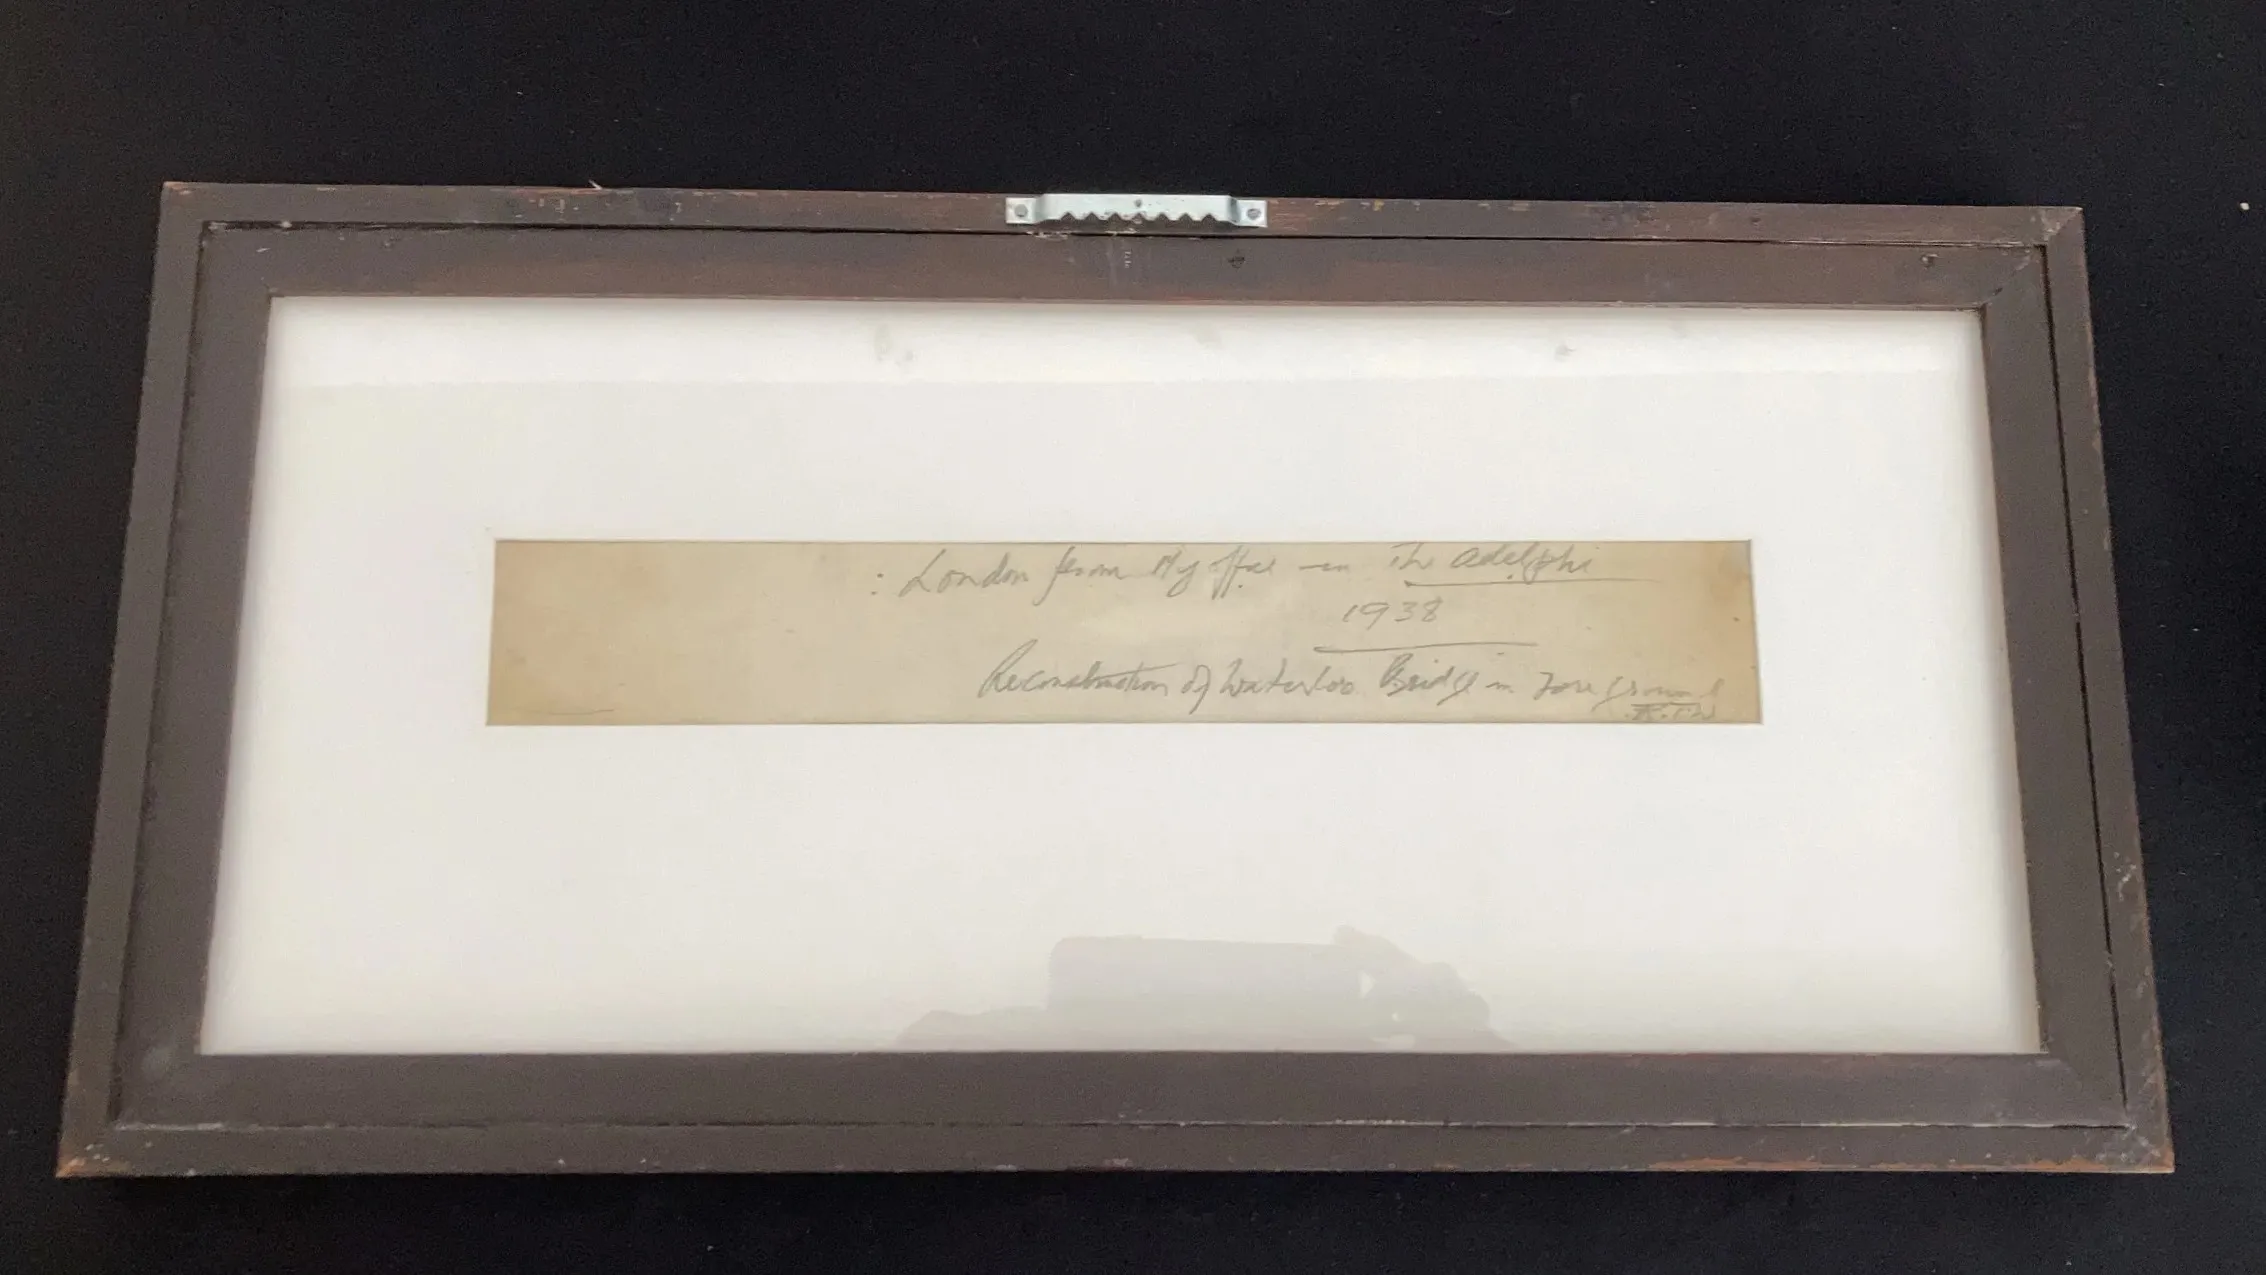 : London from My office in The Adelphi
1938
Reconstruction of Waterloo Bridge in Foreground
R.T.W